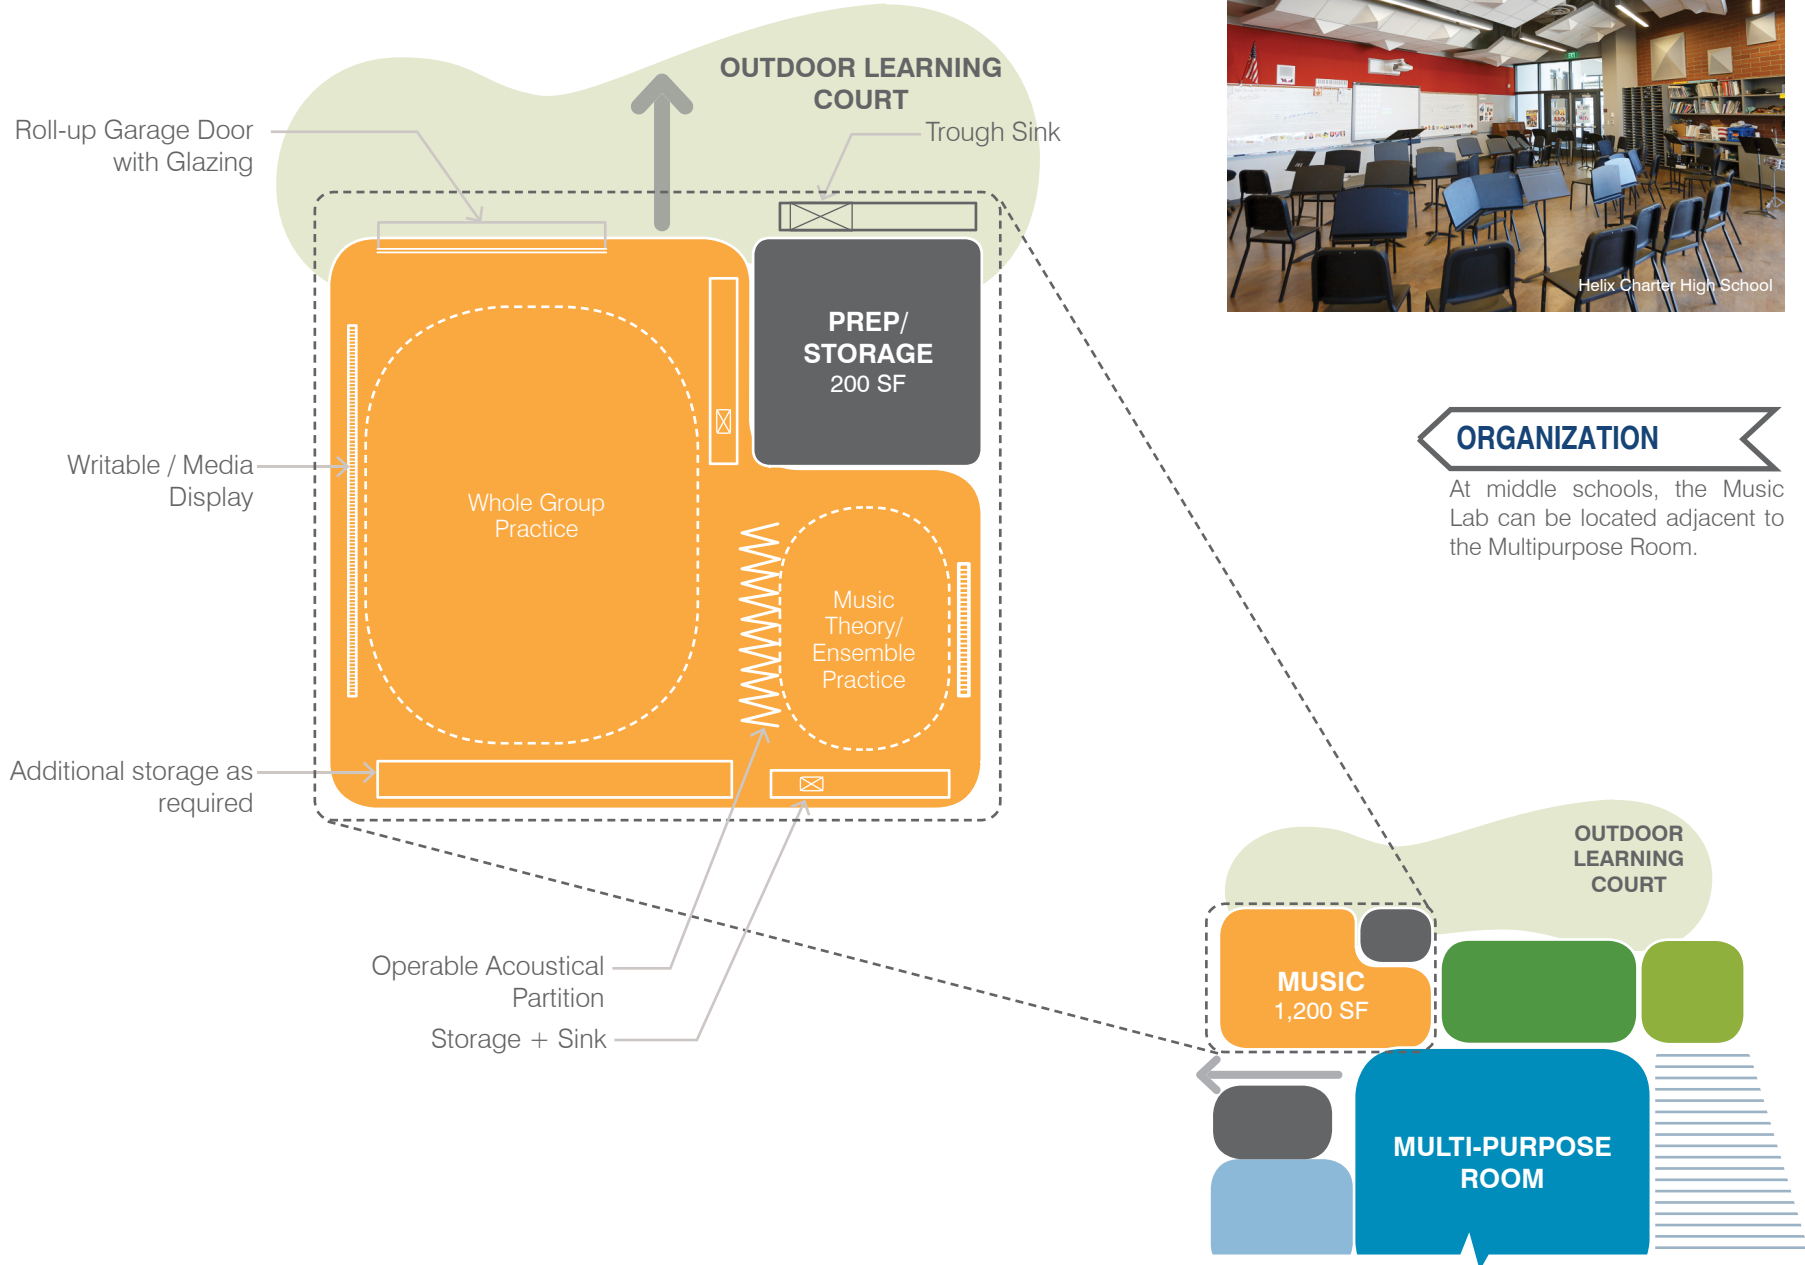 OUTDOOR LEARNING
COURT
Roll-up Garage Door
with Glazing
Trough Sink
PREP/
STORAGE
200 SF
Writable / Media
Display
Whole Group
Practice
Music
Theory/
Ensemble
Practice
Additional storage as
required
Operable Acoustical
Partition
Storage + Sink
Helix Charter High School
ORGANIZATION
At middle schools, the Music
Lab can be located adjacent to
the Multipurpose Room.
OUTDOOR
LEARNING
COURT
MUSIC
1,200 SF
MULTI-PURPOSE
ROOM